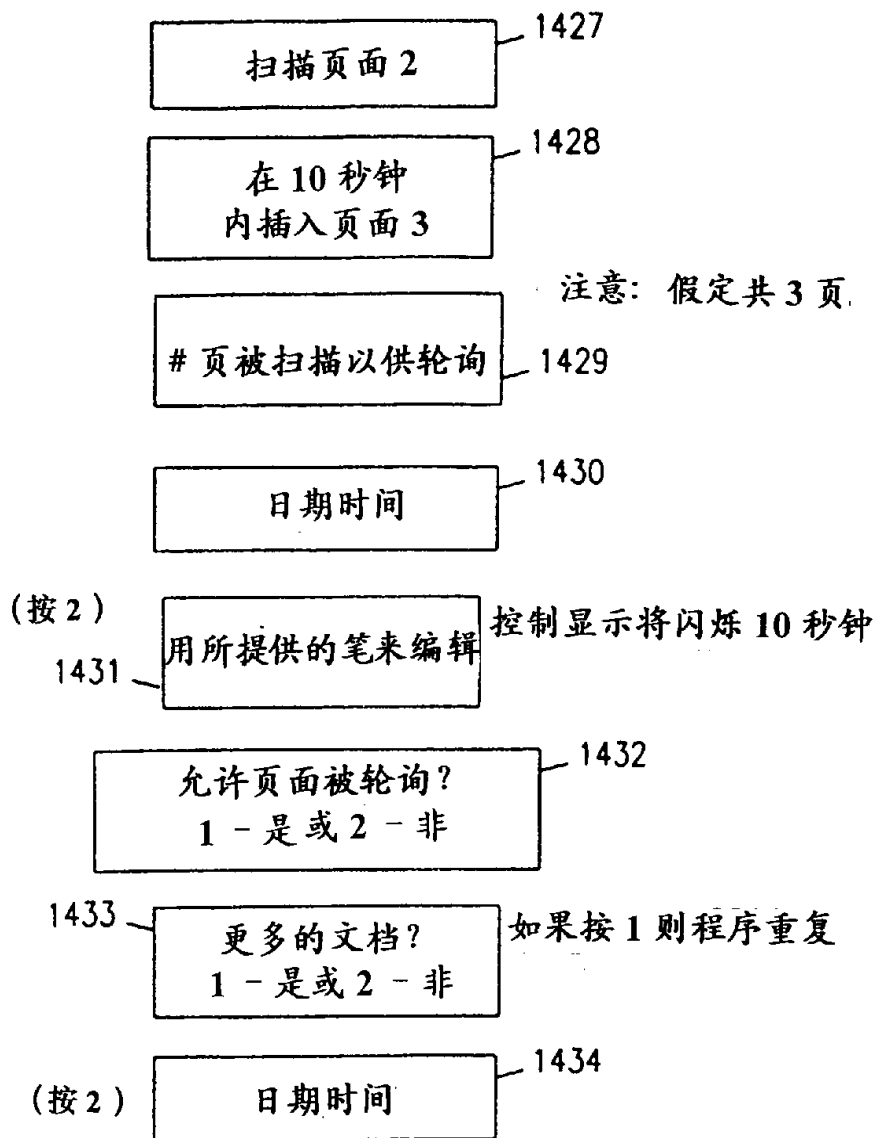 1427
扫描页面 2
1428
在 10 秒钟
内插入页面 3
注意: 假定共 3 页
# 页被扫描以供轮询
1429
1430
日期时间
(按 2)
用所提供的笔来编辑
控制显示将闪烁 10 秒钟
1431
1432
允许页面被轮询?
1 - 是或 2 - 非
1433
更多的文档?
1 - 是或 2 - 非
如果按 1 则程序重复
1434
(按 2)
日期时间